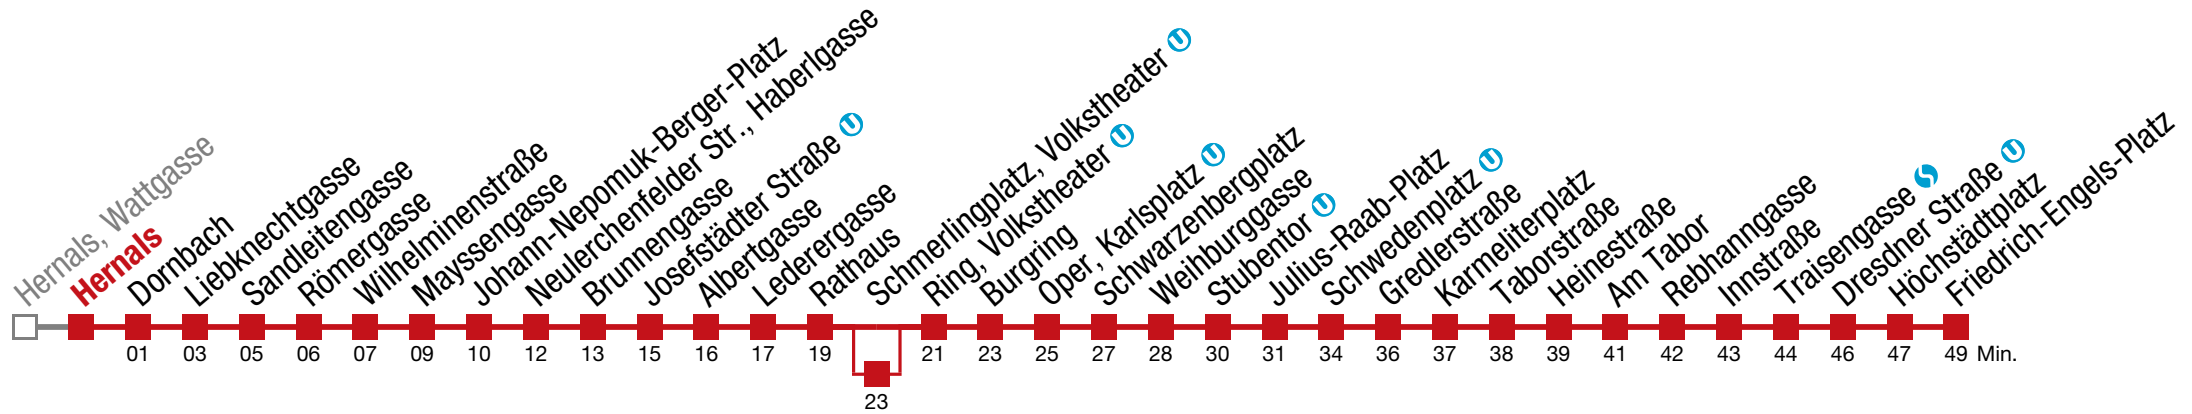 Hernals, Wattgasse
Hernals
Dornbach
Liebknechtgasse
Sandleitengasse
Römergasse
Wilhelminenstraße
Mayssengasse
Johann-Nepomuk-Berger-Platz
Neulerchenfelder Str., Haberlgasse
Brunnengasse
Josefstädter Straße U
Albertgasse
Lederergasse
Rathaus
Schmerlingplatz, Volkstheater U
Ring, Volkstheater U
Burgring
Oper, Karlsplatz U
Schwarzenbergplatz
Weihburggasse
Stubentor U
Julius-Raab-Platz
Schwedenplatz U
Gredlerstraße
Karmeliterplatz
Taborstraße
Heinestraße
Am Tabor
Rebhanngasse
Innstraße
Traisengasse S
Dresdner Straße U
Höchstädtplatz
Friedrich-Engels-Platz
01 03 05 06 07 09 10 12 13 15 16 17 19 21 23 25 27 28 30 31 34 36 37 38 39 41 42 43 44 46 47 49 Min.
23